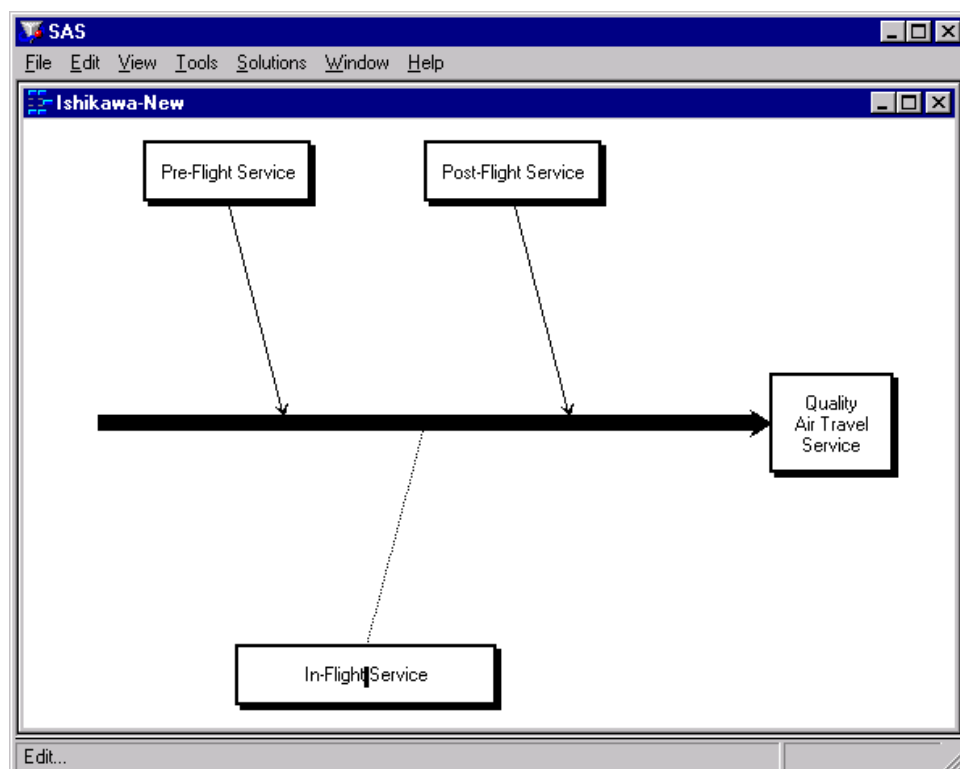 SAS
File Edit View Tools Solutions Window Help
Ishikawa-New
Pre-Flight Service
Post-Flight Service
Quality
Air Travel
Service
In-Flight Service
Edit...